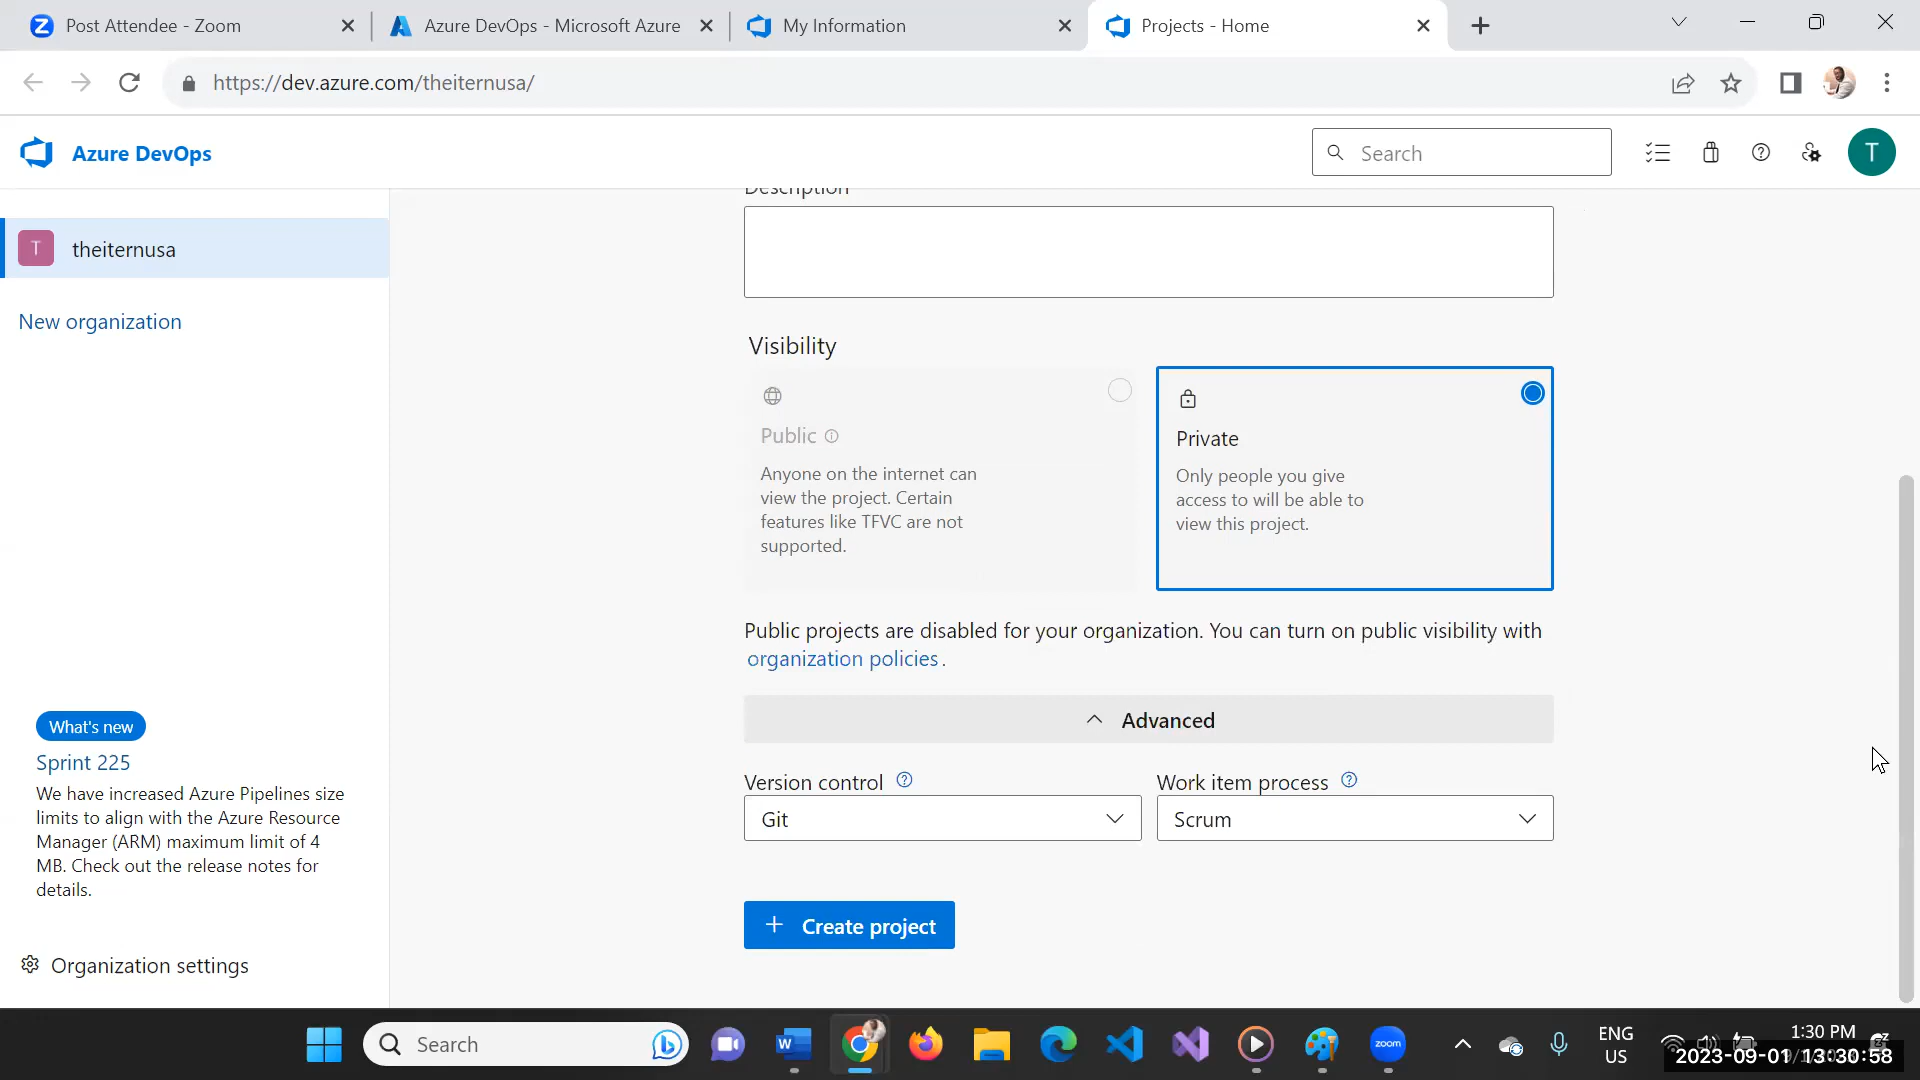 Post Attendee - Zoom
Azure DevOps - Microsoft Azure
My Information
Projects - Home
https://dev.azure.com/theiternusa/
Azure DevOps
Search
T
T
theiternusa
New organization
Description
Visibility
Public
Anyone on the internet can
view the project. Certain
features like TFVC are not
supported.
Private
Only people you give
access to will be able to
view this project.
Public projects are disabled for your organization. You can turn on public visibility with
organization policies.
Advanced
Version control
Git
Work item process
Scrum
Create project
What's new
Sprint 225
We have increased Azure Pipelines size
limits to align with the Azure Resource
Manager (ARM) maximum limit of 4
MB. Check out the release notes for
details.
Organization settings
Search
zoom
ENG
US
1:30 PM
2023-09-01 13:30:58